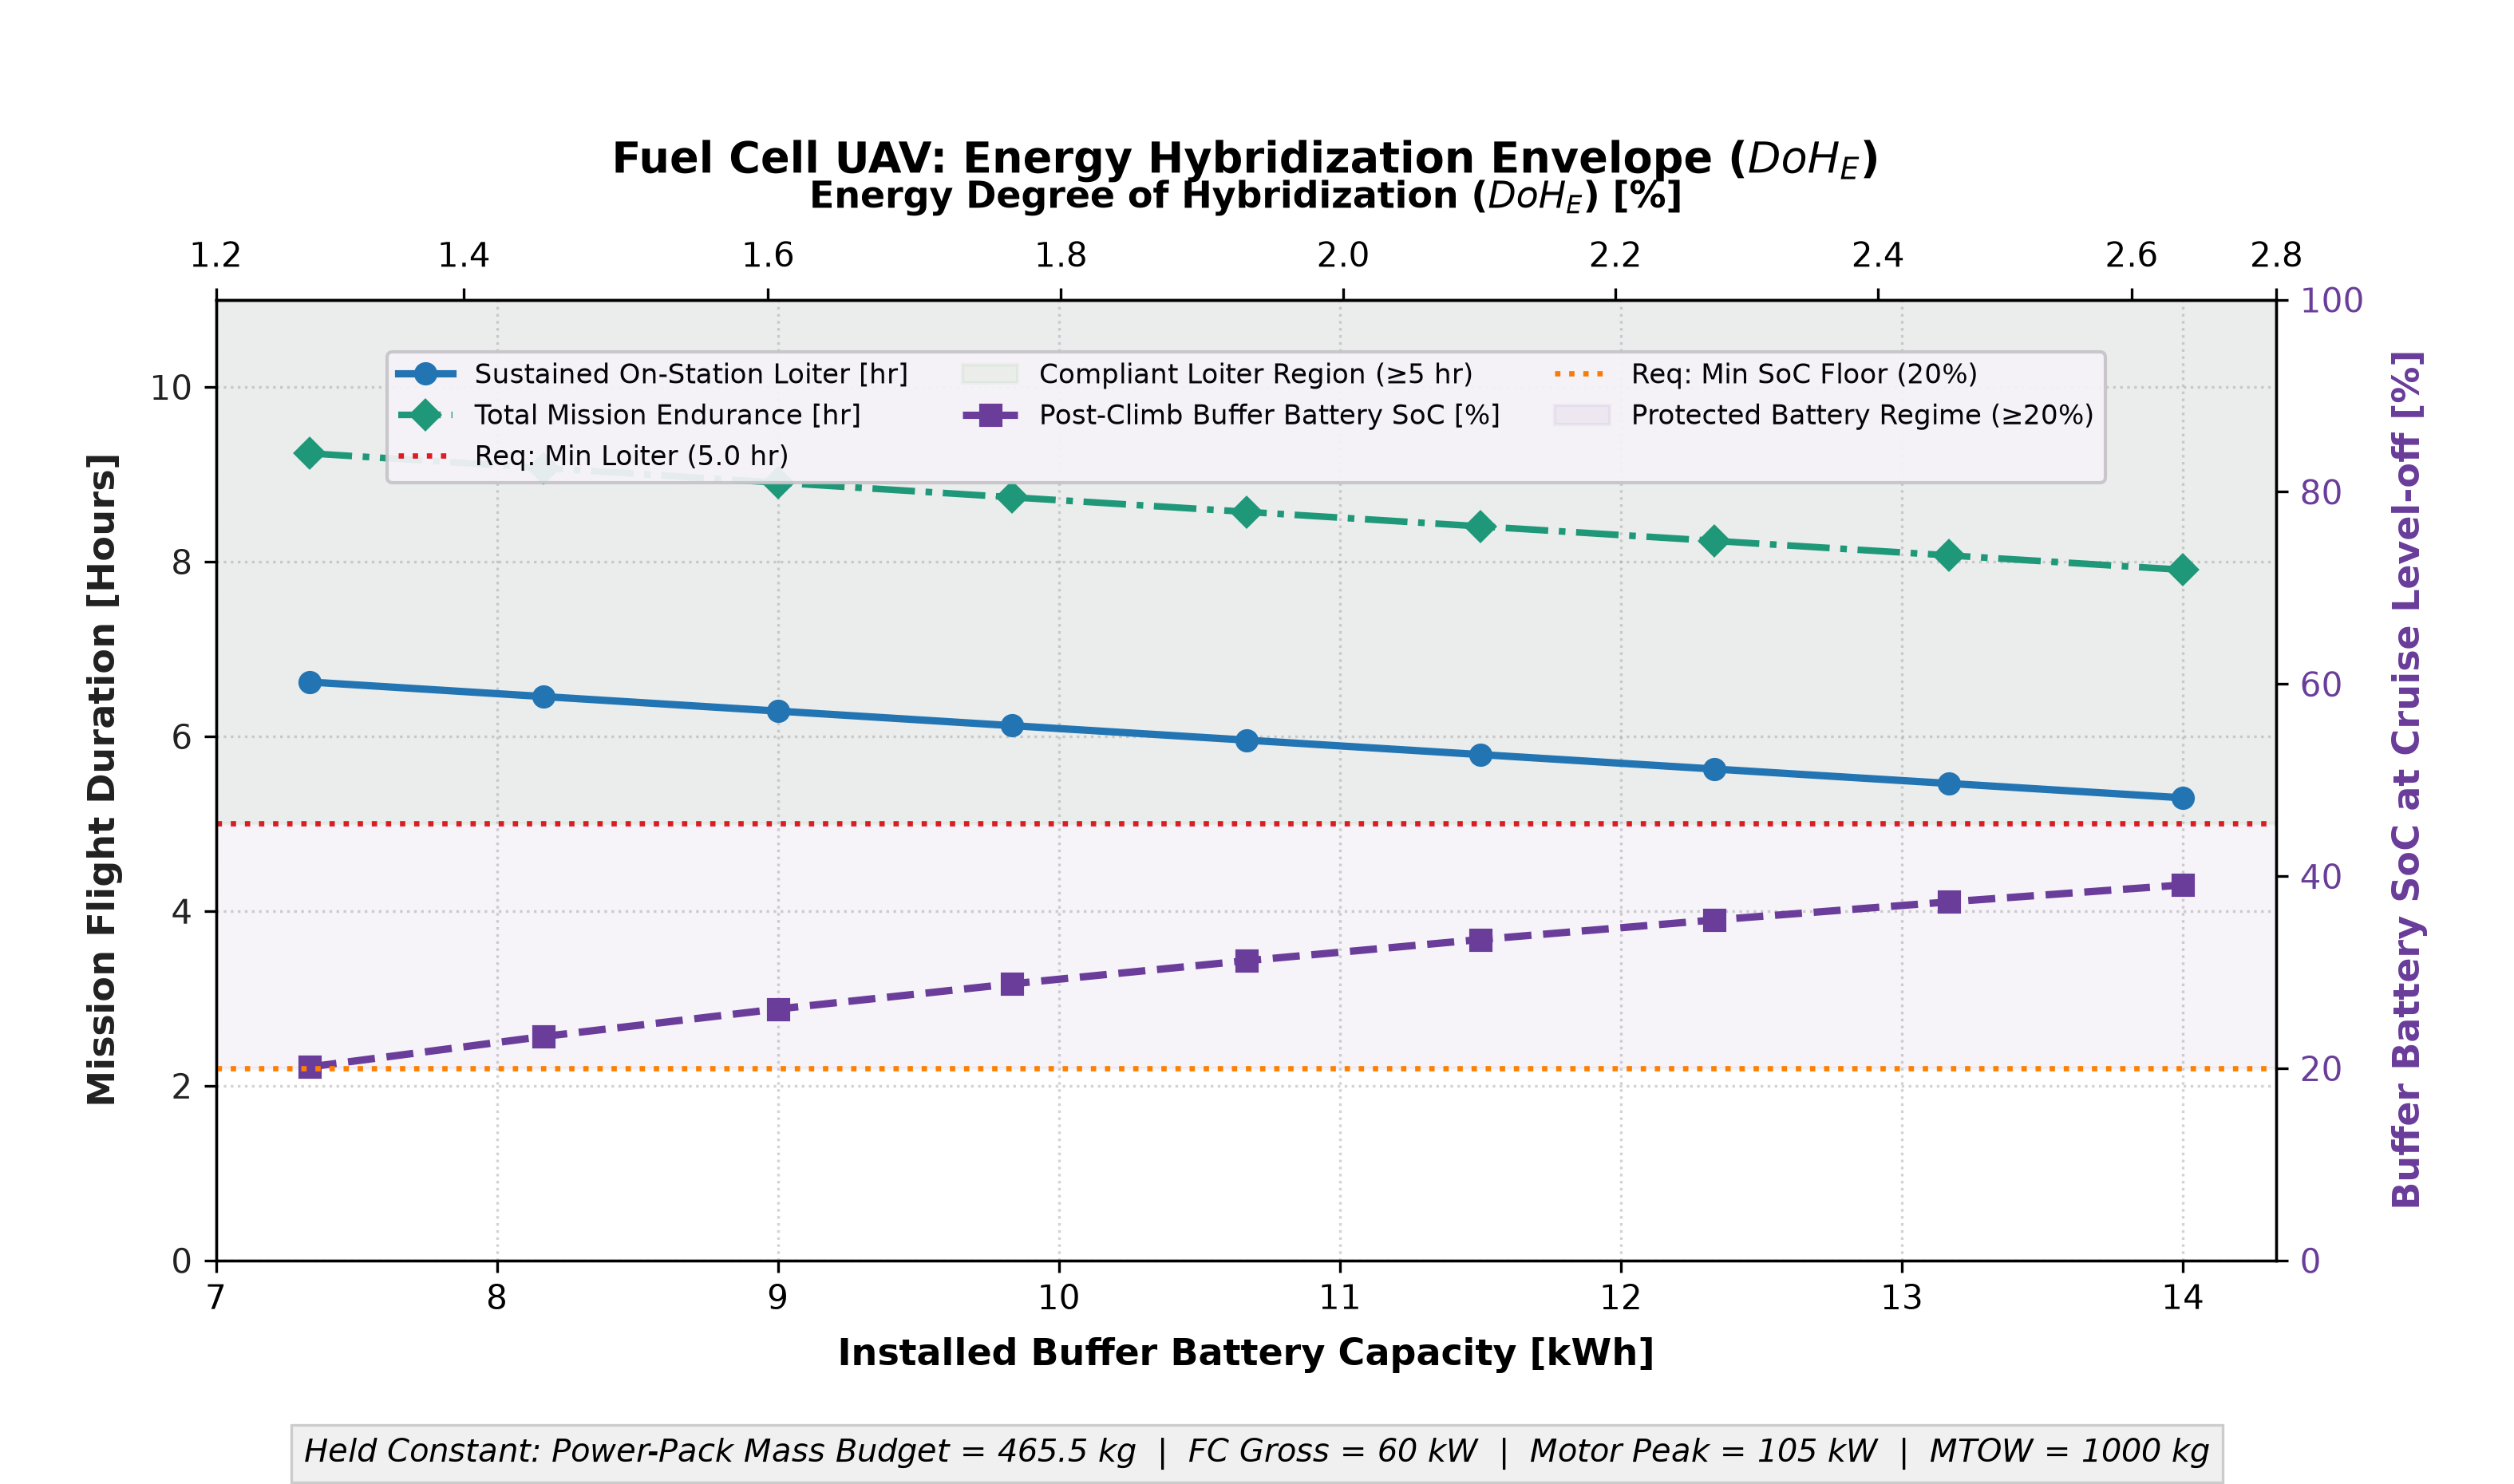 Fuel Cell UAV: Energy Hybridization Envelope (DoH_E)
Energy Degree of Hybridization (DoH_E) [%]
1.2 1.4 1.6 1.8 2.0 2.2 2.4 2.6 2.8
Mission Flight Duration [Hours]
10
8
6
4
2
0
Sustained On-Station Loiter [hr]
Total Mission Endurance [hr]
Req: Min Loiter (5.0 hr)
Compliant Loiter Region (≥5 hr)
Post-Climb Buffer Battery SoC [%]
Req: Min SoC Floor (20%)
Protected Battery Regime (≥20%)
100
80
60
40
20
0
Buffer Battery SoC at Cruise Level-off [%]
7 8 9 10 11 12 13 14
Installed Buffer Battery Capacity [kWh]
Held Constant: Power-Pack Mass Budget = 465.5 kg | FC Gross = 60 kW | Motor Peak = 105 kW | MTOW = 1000 kg